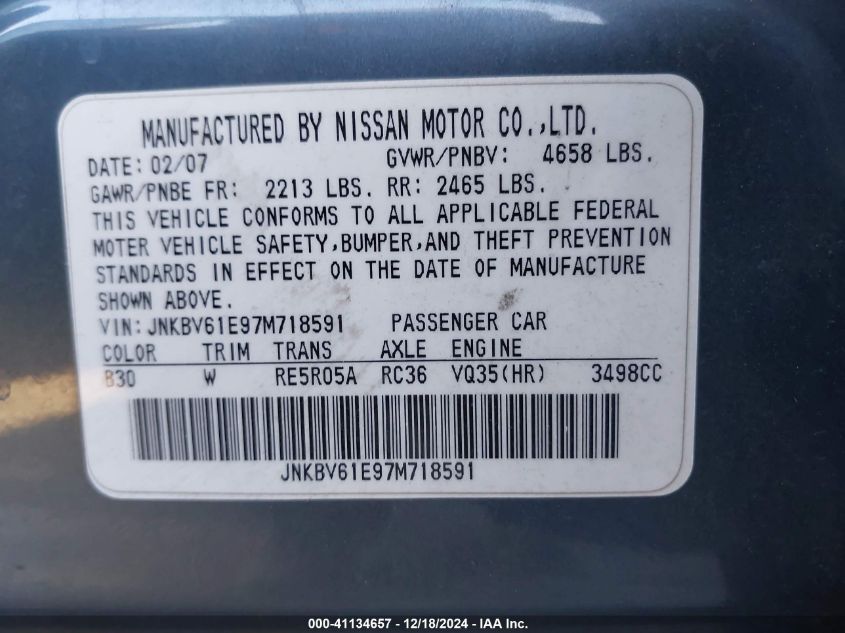 MANUFACTURED BY NISSAN MOTOR CO.,LTD.
DATE: 02/07 GVWR/PNBV: 4658 LBS.
GAWR/PNBE FR: 2213 LBS. RR: 2465 LBS.
THIS VEHICLE CONFORMS TO ALL APPLICABLE FEDERAL
MOTER VEHICLE SAFETY,BUMPER,AND THEFT PREVENTION
STANDARDS IN EFFECT ON THE DATE OF MANUFACTURE
SHOWN ABOVE.
VIN:JNKBV61E97M718591 PASSENGER CAR
COLOR TRIM TRANS AXLE ENGINE
B30 W RE5R05A RC36 VQ35(HR) 3498CC
JNKBV61E97M718591
000-41134657 - 12/18/2024 - IAA Inc.